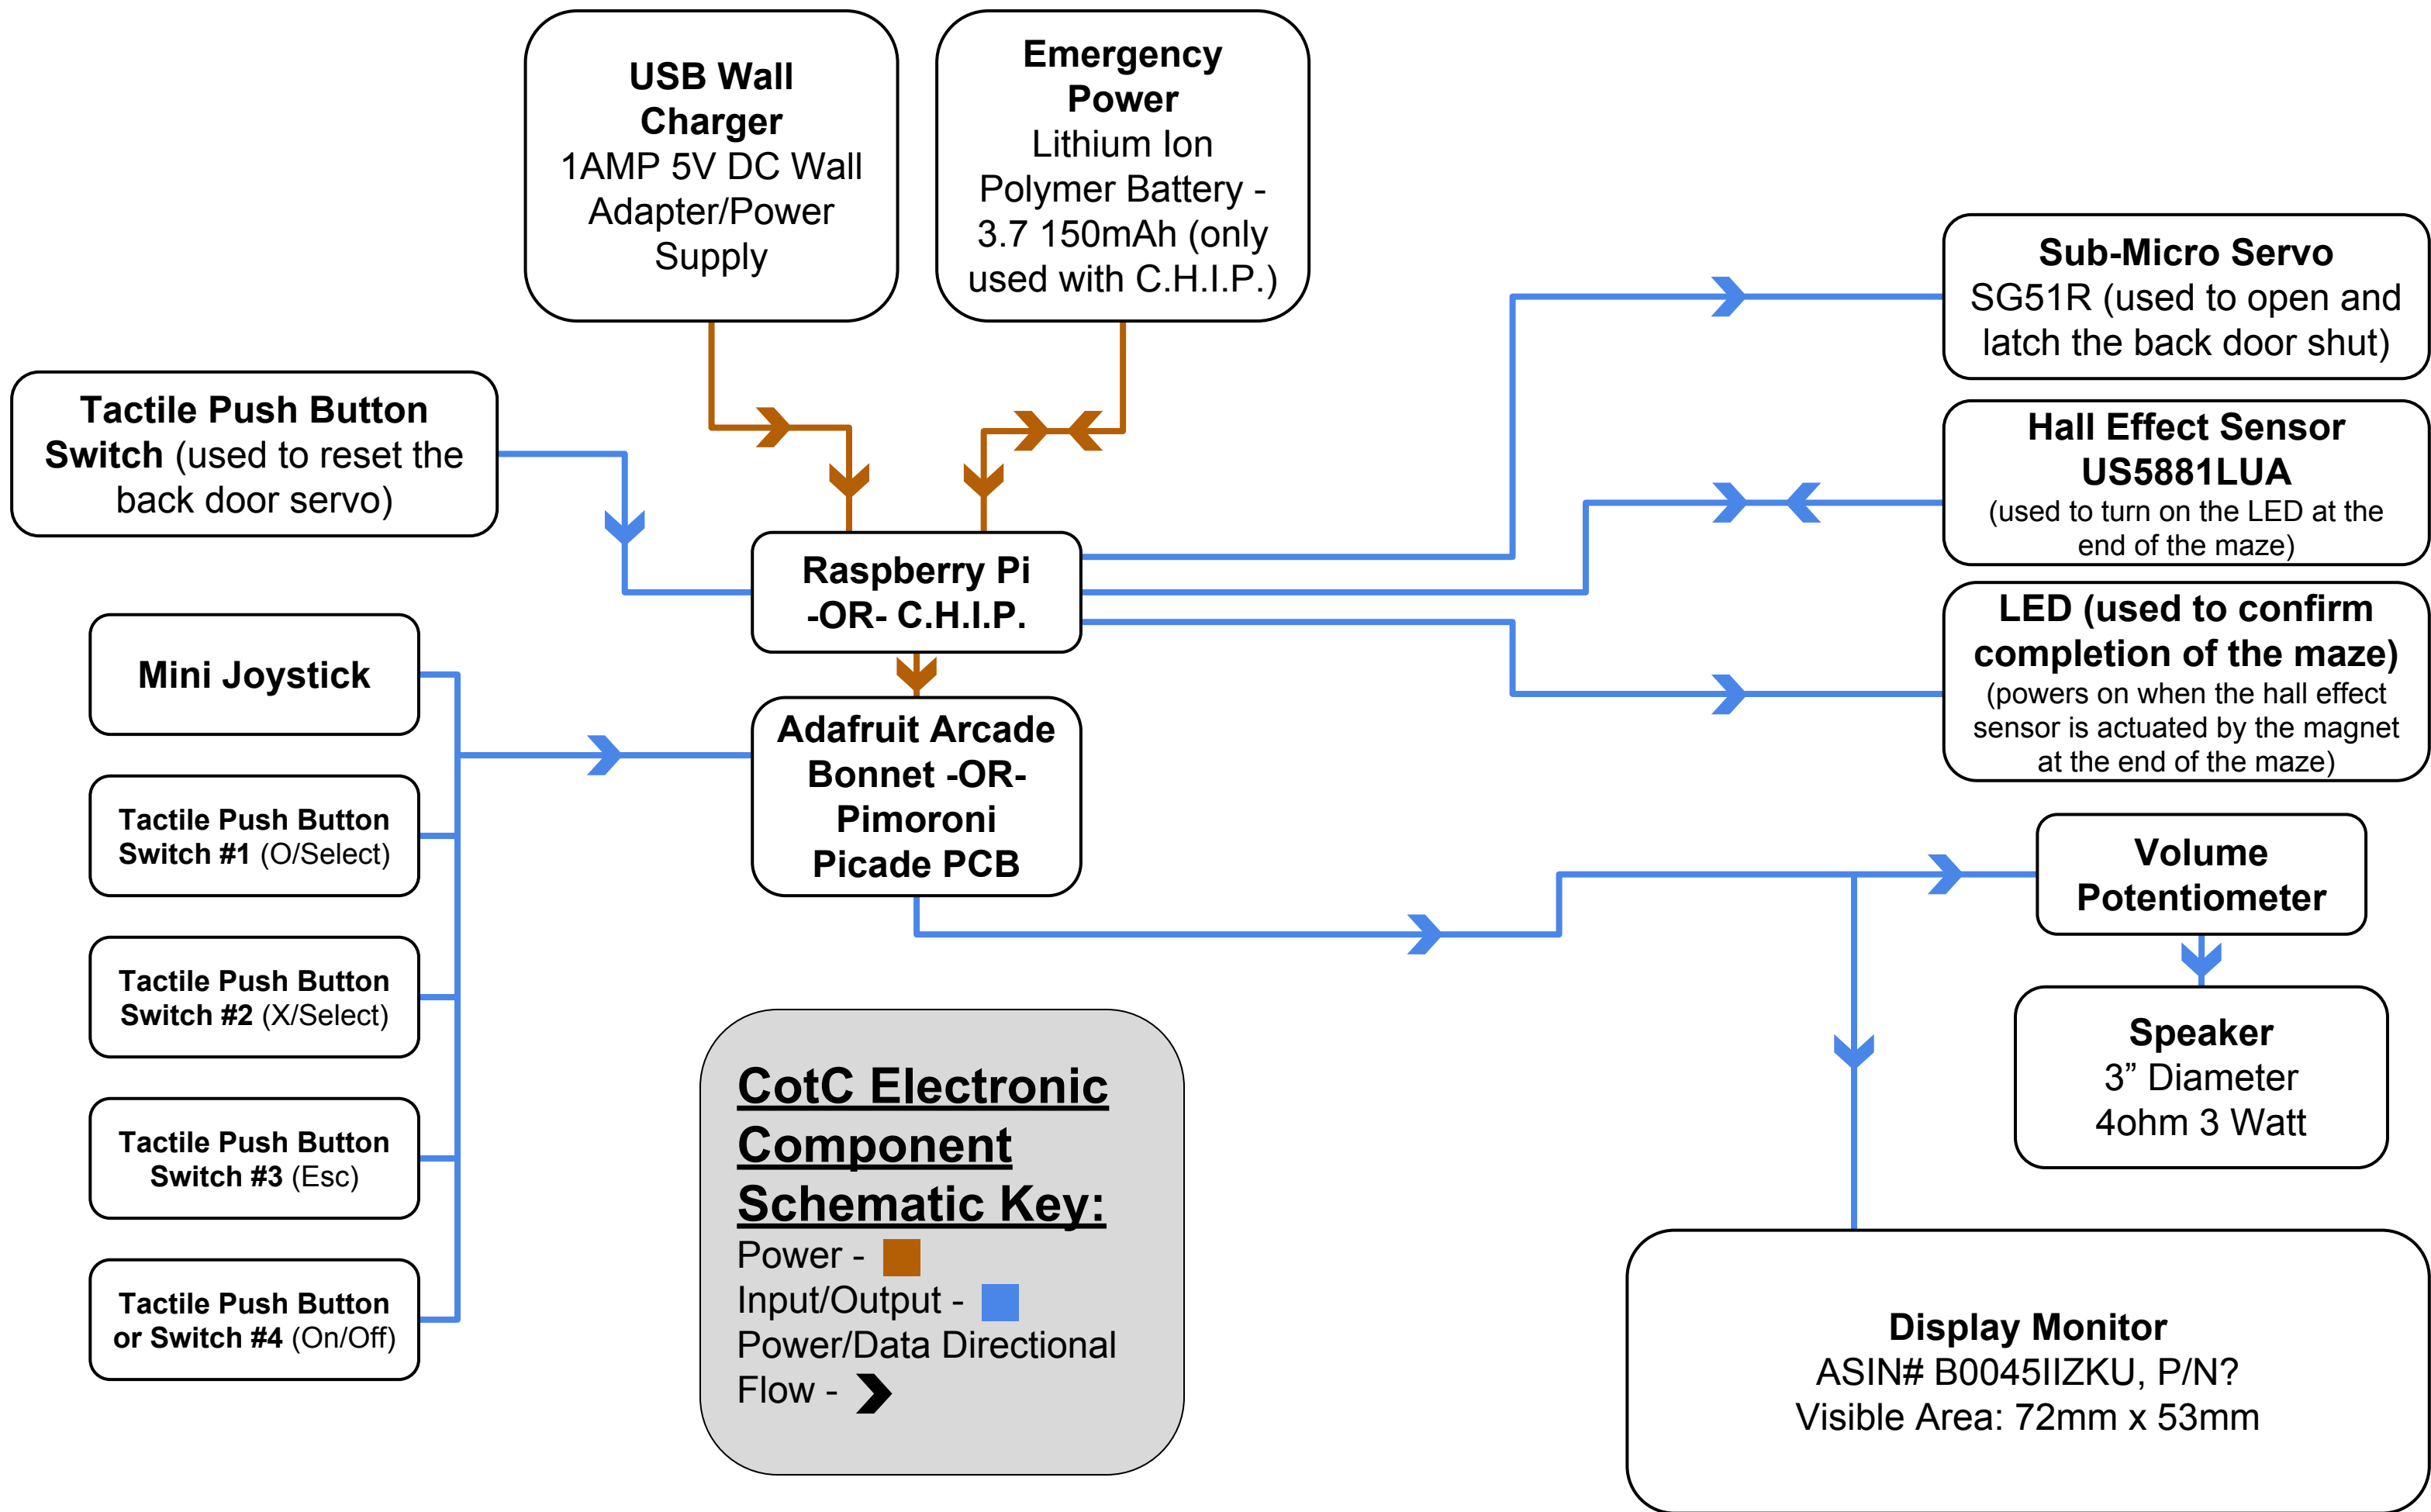 USB Wall
Charger
1AMP 5V DC Wall
Adapter/Power
Supply
Emergency
Power
Lithium Ion
Polymer Battery -
3.7 150mAh (only
used with C.H.I.P.)
Sub-Micro Servo
SG51R (used to open and
latch the back door shut)
Tactile Push Button
Switch (used to reset the
back door servo)
Hall Effect Sensor
US5881LUA
(used to turn on the LED at the
end of the maze)
Raspberry Pi
-OR- C.H.I.P.
LED (used to confirm
completion of the maze)
(powers on when the hall effect
sensor is actuated by the magnet
at the end of the maze)
Mini Joystick
Adafruit Arcade
Bonnet -OR-
Pimoroni
Picade PCB
Tactile Push Button
Switch #1 (O/Select)
Tactile Push Button
Switch #2 (X/Select)
Tactile Push Button
Switch #3 (Esc)
Tactile Push Button
or Switch #4 (On/Off)
Volume
Potentiometer
Speaker
3” Diameter
4ohm 3 Watt
CotC Electronic
Component
Schematic Key:
Power -
Input/Output -
Power/Data Directional
Flow -
Display Monitor
ASIN# B0045IIZKU, P/N?
Visible Area: 72mm x 53mm